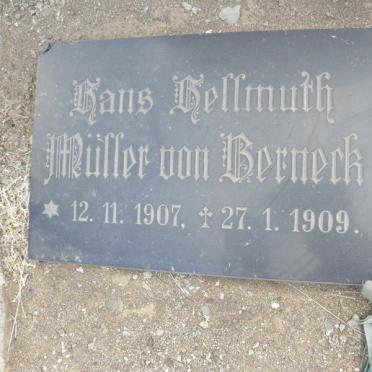 Hans Hellmuth
Müller von Berneck
* 12. 11. 1907, † 27. 1. 1909.